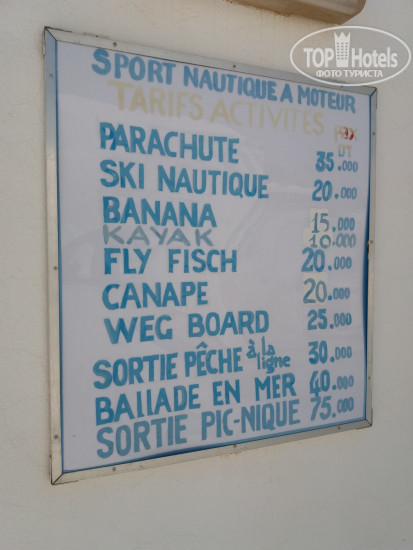 TOPHotels
ФОТО ТУРИСТА
SPORT NAUTIQUE A MOTEUR
TARIFS ACTIVITES
DT
PARACHUTE 35.000
SKI NAUTIQUE 20.000
BANANA 15.000
KAYAK 10.000
FLY FISCH 20.000
CANAPE 20.000
WEG BOARD 25.000
SORTIE PÊCHE à la ligne 30.000
BALLADE EN MER 40.000
SORTIE PIC-NIQUE 75.000